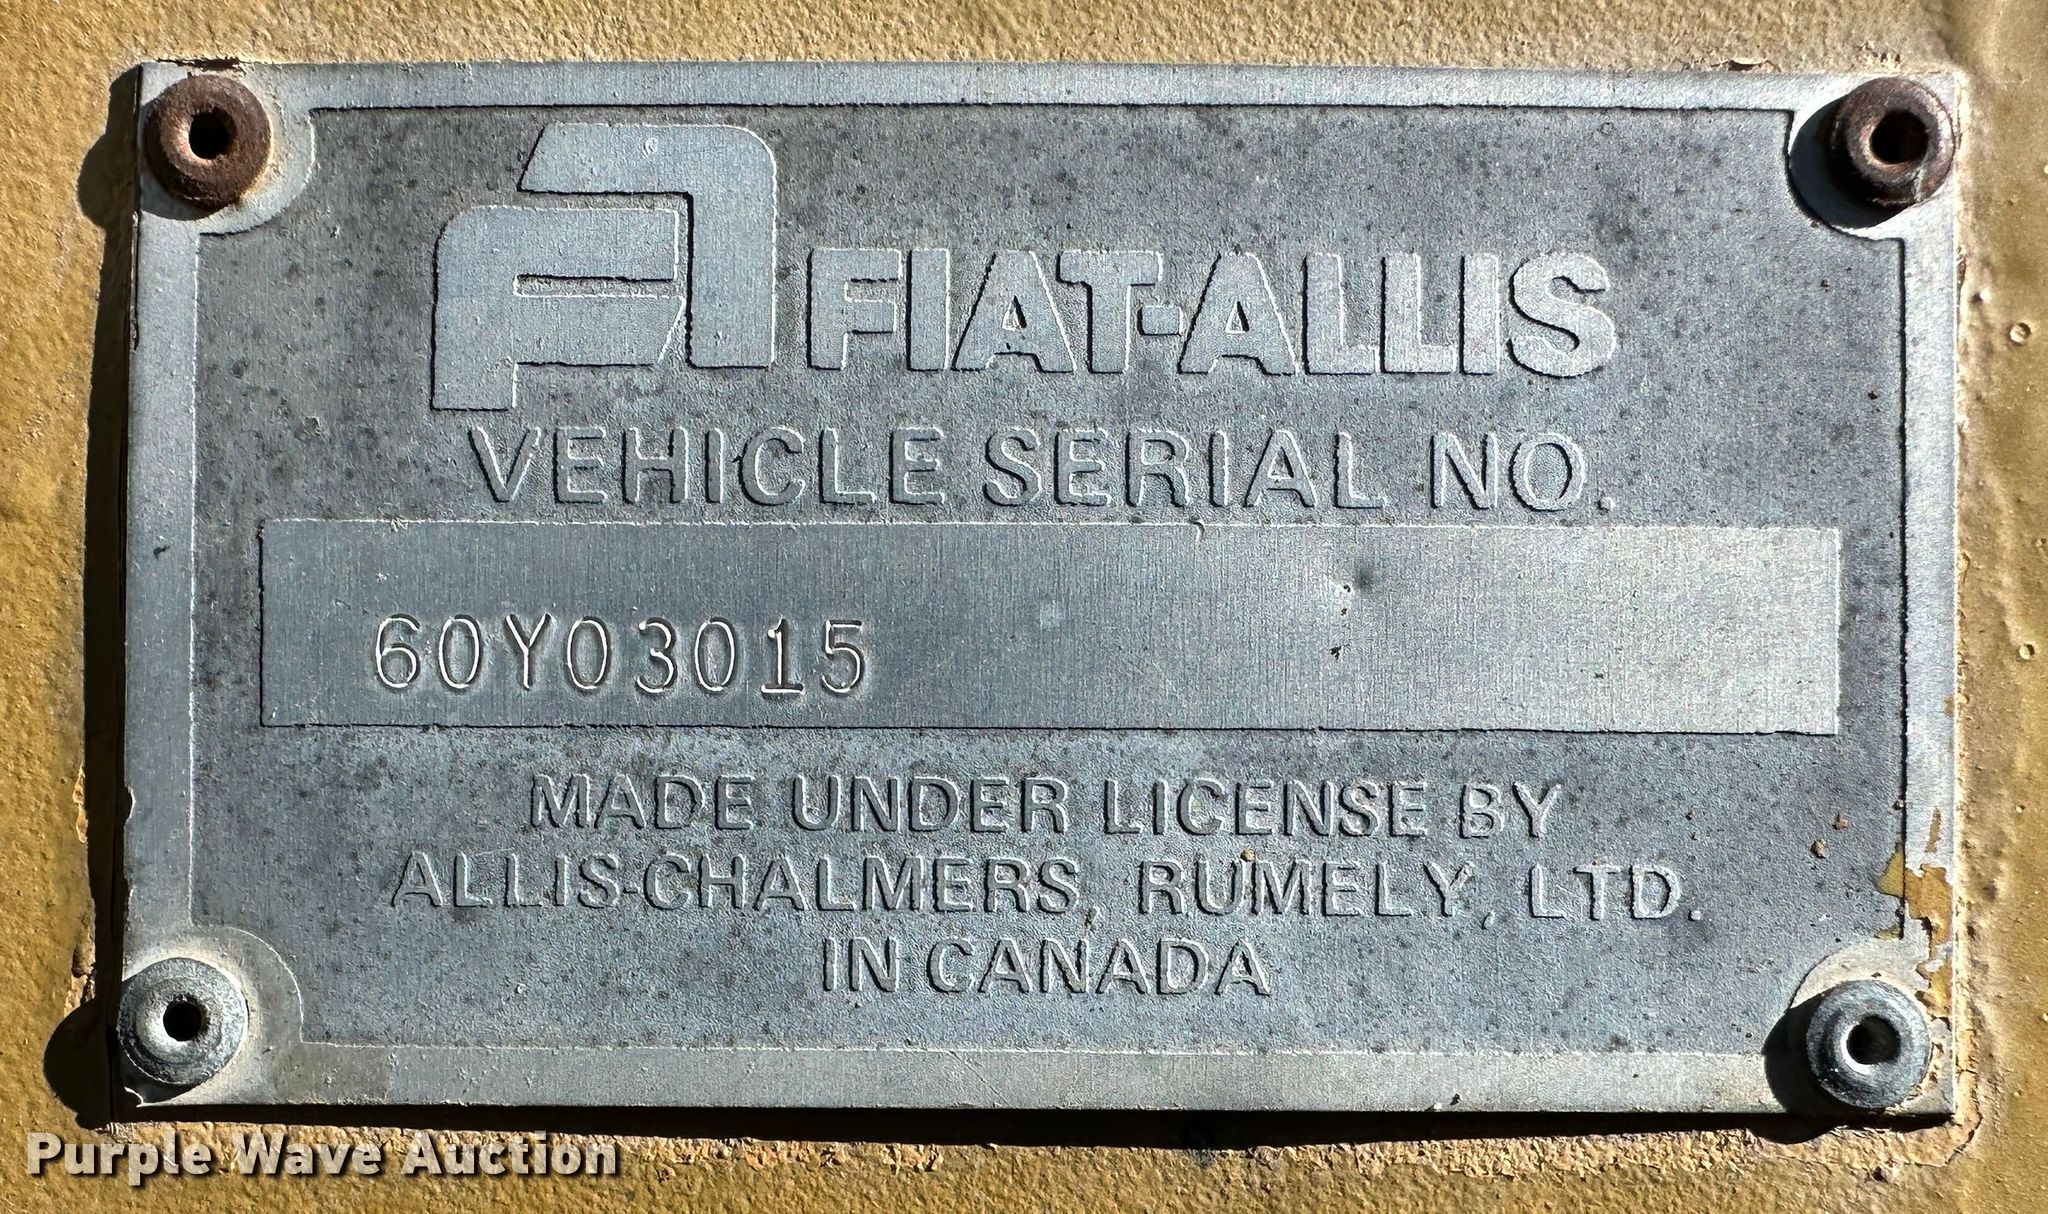 FIAT-ALLIS
VEHICLE SERIAL NO.
60Y03015
MADE UNDER LICENSE BY
ALLIS-CHALMERS, RUMELY, LTD.
IN CANADA
Purple Wave Auction